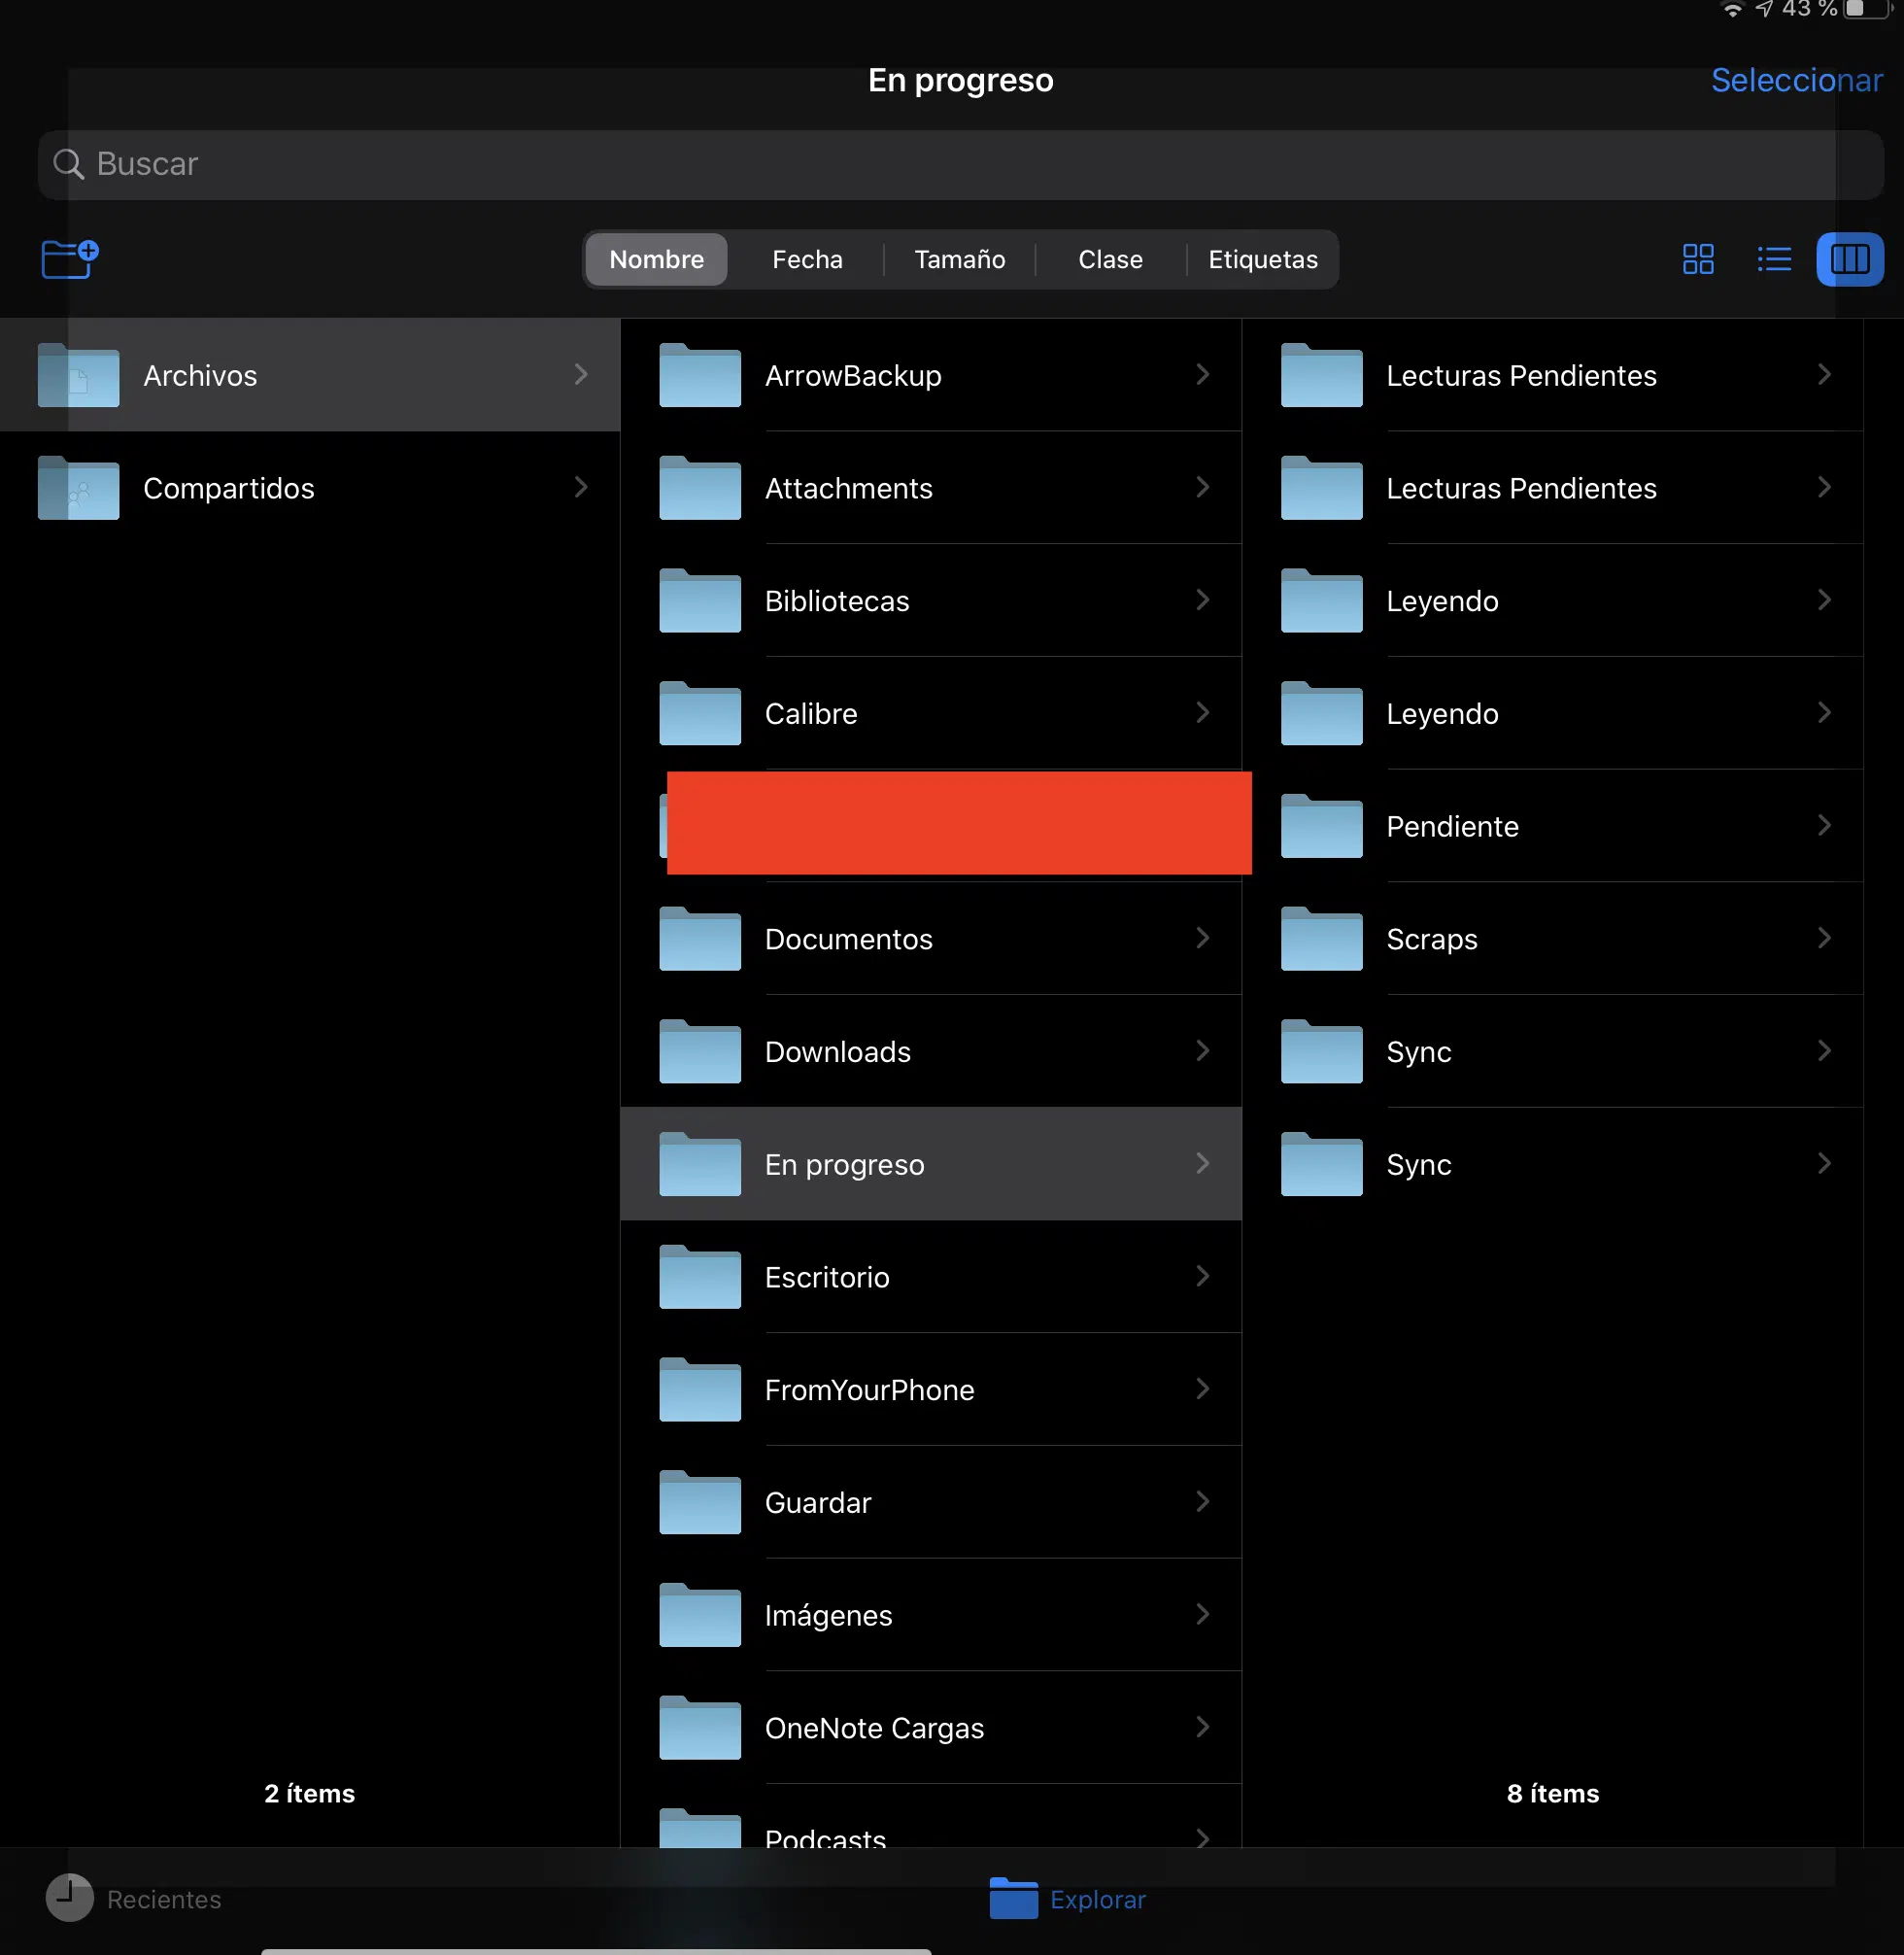 43 %
En progreso
Seleccionar
Buscar
Nombre
Fecha
Tamaño
Clase
Etiquetas
Archivos
Compartidos
2 ítems
ArrowBackup
Attachments
Bibliotecas
Calibre
Documentos
Downloads
En progreso
Escritorio
FromYourPhone
Guardar
Imágenes
OneNote Cargas
Podcasts
Lecturas Pendientes
Lecturas Pendientes
Leyendo
Leyendo
Pendiente
Scraps
Sync
Sync
8 ítems
Recientes
Explorar